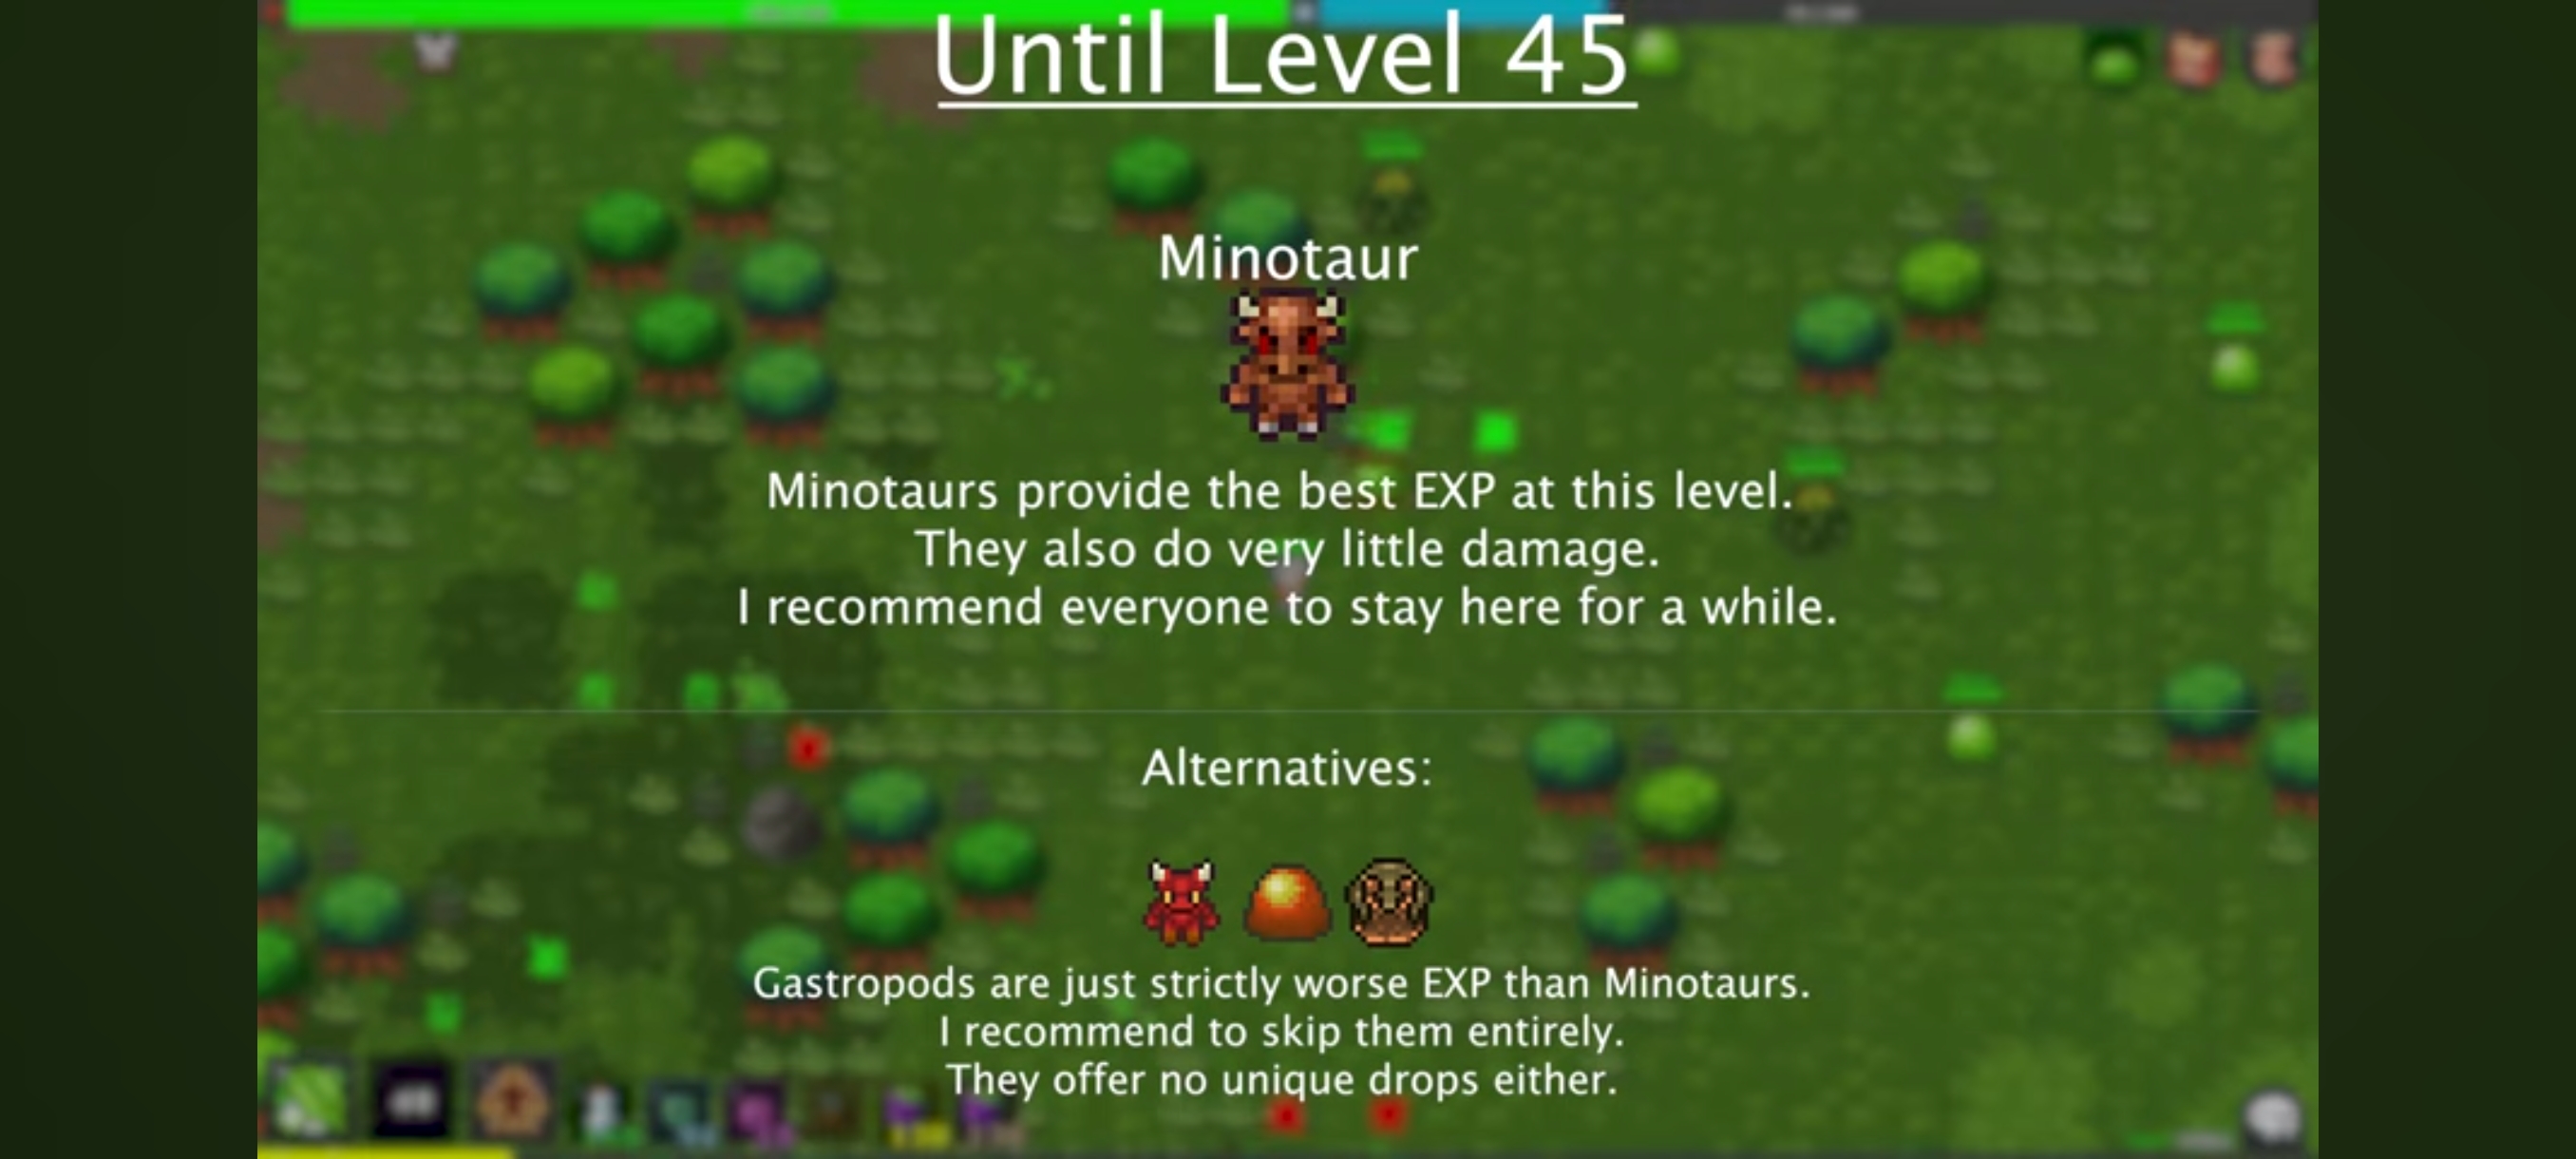 Until Level 45
Minotaur
Minotaurs provide the best EXP at this level.
They also do very little damage.
I recommend everyone to stay here for a while.
Alternatives:
Gastropods are just strictly worse EXP than Minotaurs.
I recommend to skip them entirely.
They offer no unique drops either.